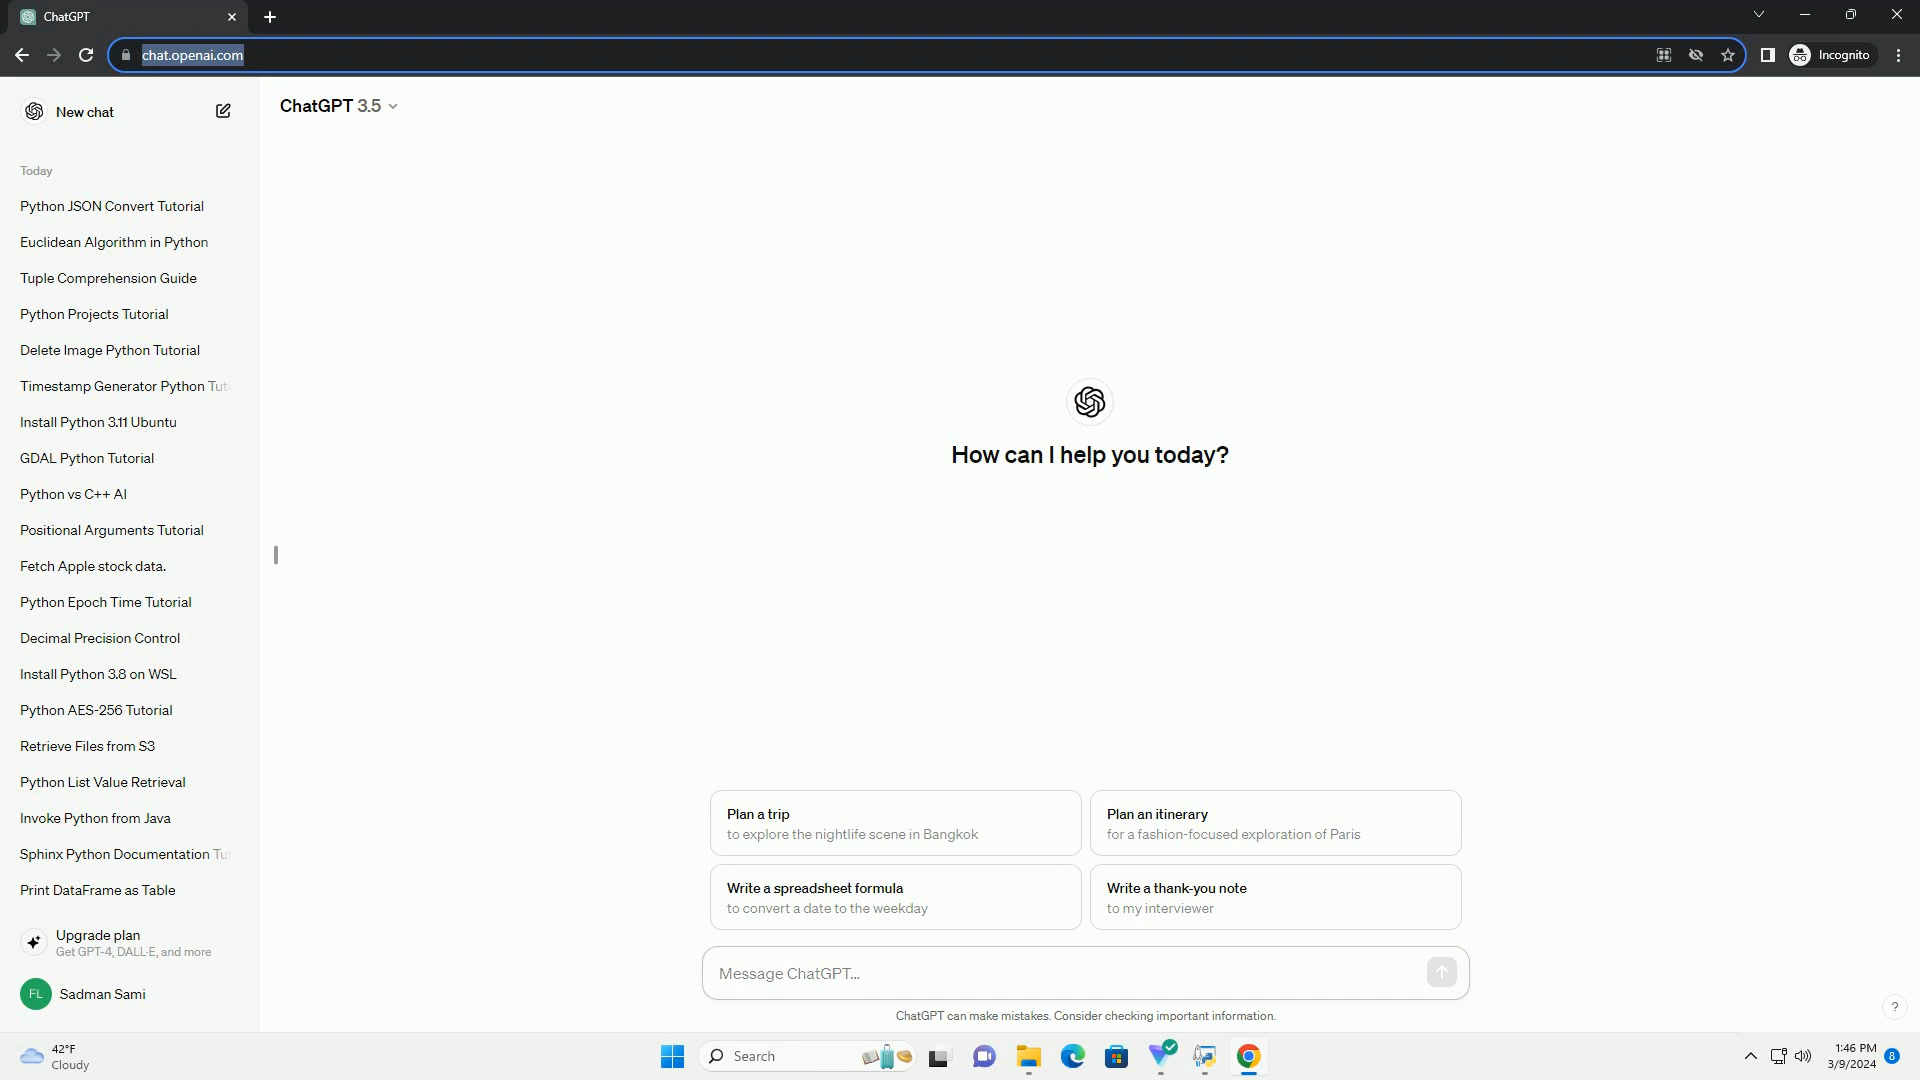 ChatGPT
chat.openai.com
Incognito
New chat
ChatGPT 3.5
Today
Python JSON Convert Tutorial
Euclidean Algorithm in Python
Tuple Comprehension Guide
Python Projects Tutorial
Delete Image Python Tutorial
Timestamp Generator Python Tut
Install Python 3.11 Ubuntu
GDAL Python Tutorial
Python vs C++ AI
Positional Arguments Tutorial
Fetch Apple stock data.
Python Epoch Time Tutorial
Decimal Precision Control
Install Python 3.8 on WSL
Python AES-256 Tutorial
Retrieve Files from S3
Python List Value Retrieval
Invoke Python from Java
Sphinx Python Documentation Tut
Print DataFrame as Table
Upgrade plan
Get GPT-4, DALL·E, and more
FL
Sadman Sami
How can I help you today?
Plan a trip
to explore the nightlife scene in Bangkok
Plan an itinerary
for a fashion-focused exploration of Paris
Write a spreadsheet formula
to convert a date to the weekday
Write a thank-you note
to my interviewer
Message ChatGPT...
ChatGPT can make mistakes. Consider checking important information.
?
42°F
Cloudy
Search
1:46 PM
3/9/2024
8